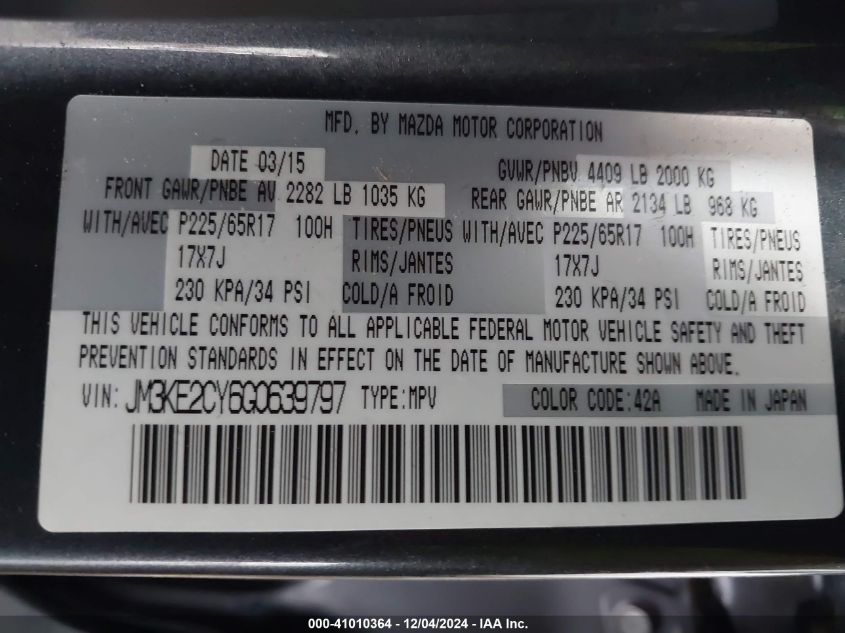 MFD. BY MAZDA MOTOR CORPORATION
DATE 03/15 GVWR/PNBV 4409 LB 2000 KG
FRONT GAWR/PNBE AV 2282 LB 1035 KG REAR GAWR/PNBE AR 2134 LB 968 KG
WITH/AVEC P225/65R17 100H TIRES/PNEUS WITH/AVEC P225/65R17 100H TIRES/PNEUS
17X7J RIMS/JANTES 17X7J RIMS/JANTES
230 KPA/34 PSI COLD/A FROID 230 KPA/34 PSI COLD/A FROID
THIS VEHICLE CONFORMS TO ALL APPLICABLE FEDERAL MOTOR VEHICLE SAFETY AND THEFT
PREVENTION STANDARDS IN EFFECT ON THE DATE OF MANUFACTURE SHOWN ABOVE.
VIN: JM3KE2CY6G0639797 TYPE:MPV COLOR CODE:42A MADE IN JAPAN
000-41010364 - 12/04/2024 - IAA Inc.